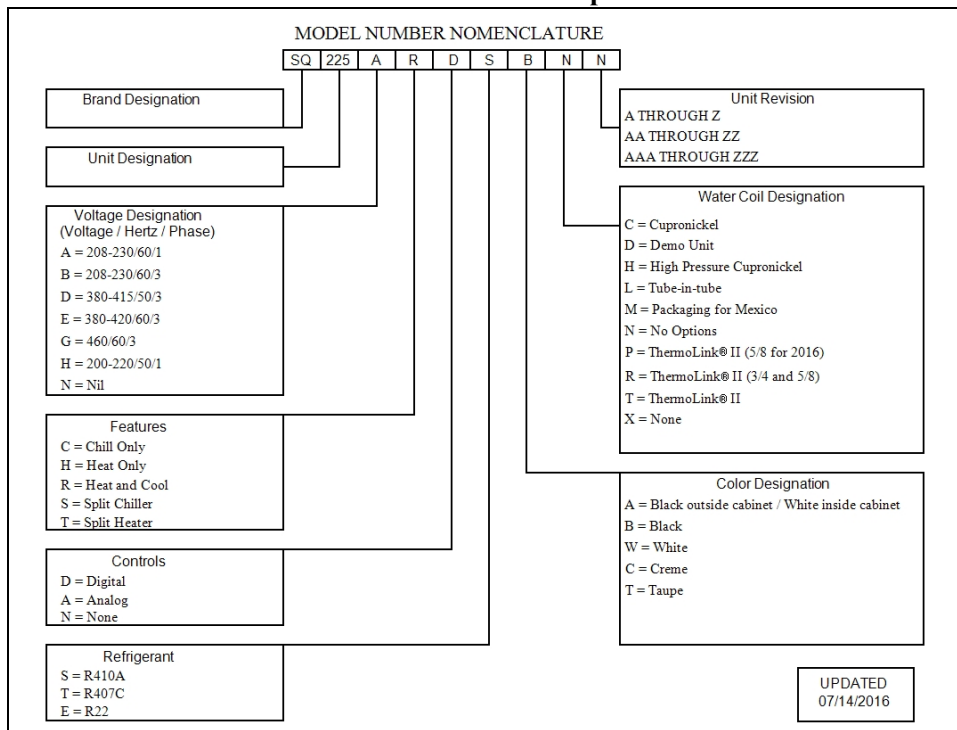 MODEL NUMBER NOMENCLATURE
SQ 225 A R D S B N N
Brand Designation
Unit Designation
Voltage Designation
(Voltage / Hertz / Phase)
A = 208-230/60/1
B = 208-230/60/3
D = 380-415/50/3
E = 380-420/60/3
G = 460/60/3
H = 200-220/50/1
N = Nil
Features
C = Chill Only
H = Heat Only
R = Heat and Cool
S = Split Chiller
T = Split Heater
Controls
D = Digital
A = Analog
N = None
Refrigerant
S = R410A
T = R407C
E = R22
Unit Revision
A THROUGH Z
AA THROUGH ZZ
AAA THROUGH ZZZ
Water Coil Designation
C = Cupronickel
D = Demo Unit
H = High Pressure Cupronickel
L = Tube-in-tube
M = Packaging for Mexico
N = No Options
P = ThermoLink® II (5/8 for 2016)
R = ThermoLink® II (3/4 and 5/8)
T = ThermoLink® II
X = None
Color Designation
A = Black outside cabinet / White inside cabinet
B = Black
W = White
C = Creme
T = Taupe
UPDATED
07/14/2016